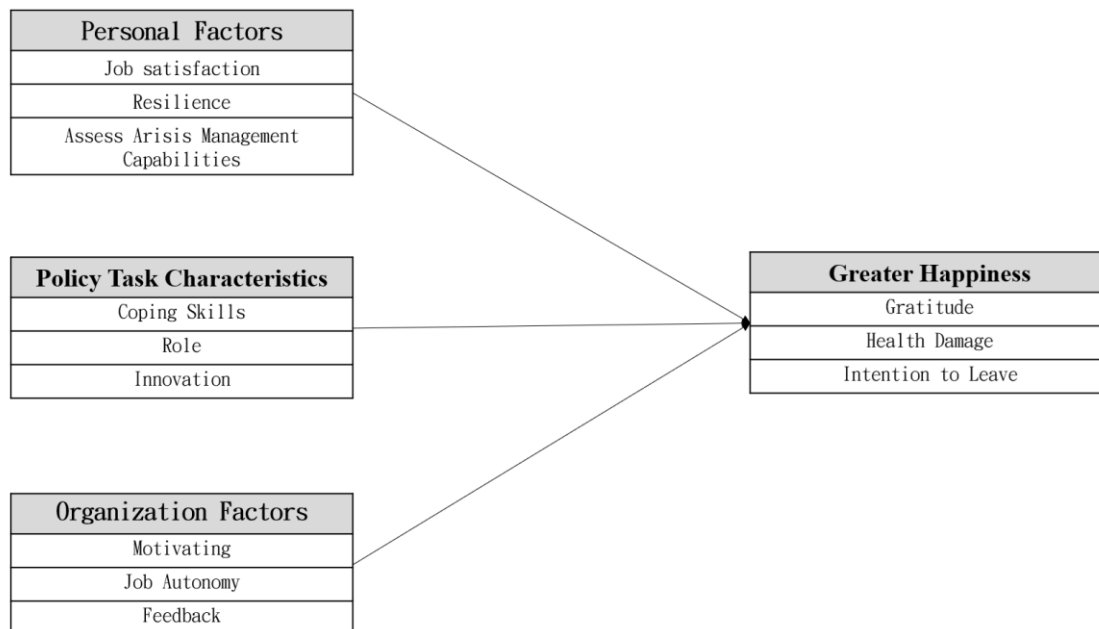 Personal Factors
Job satisfaction
Resilience
Assess Arisis Management
Capabilities
Policy Task Characteristics
Coping Skills
Role
Innovation
Organization Factors
Motivating
Job Autonomy
Feedback
Greater Happiness
Gratitude
Health Damage
Intention to Leave